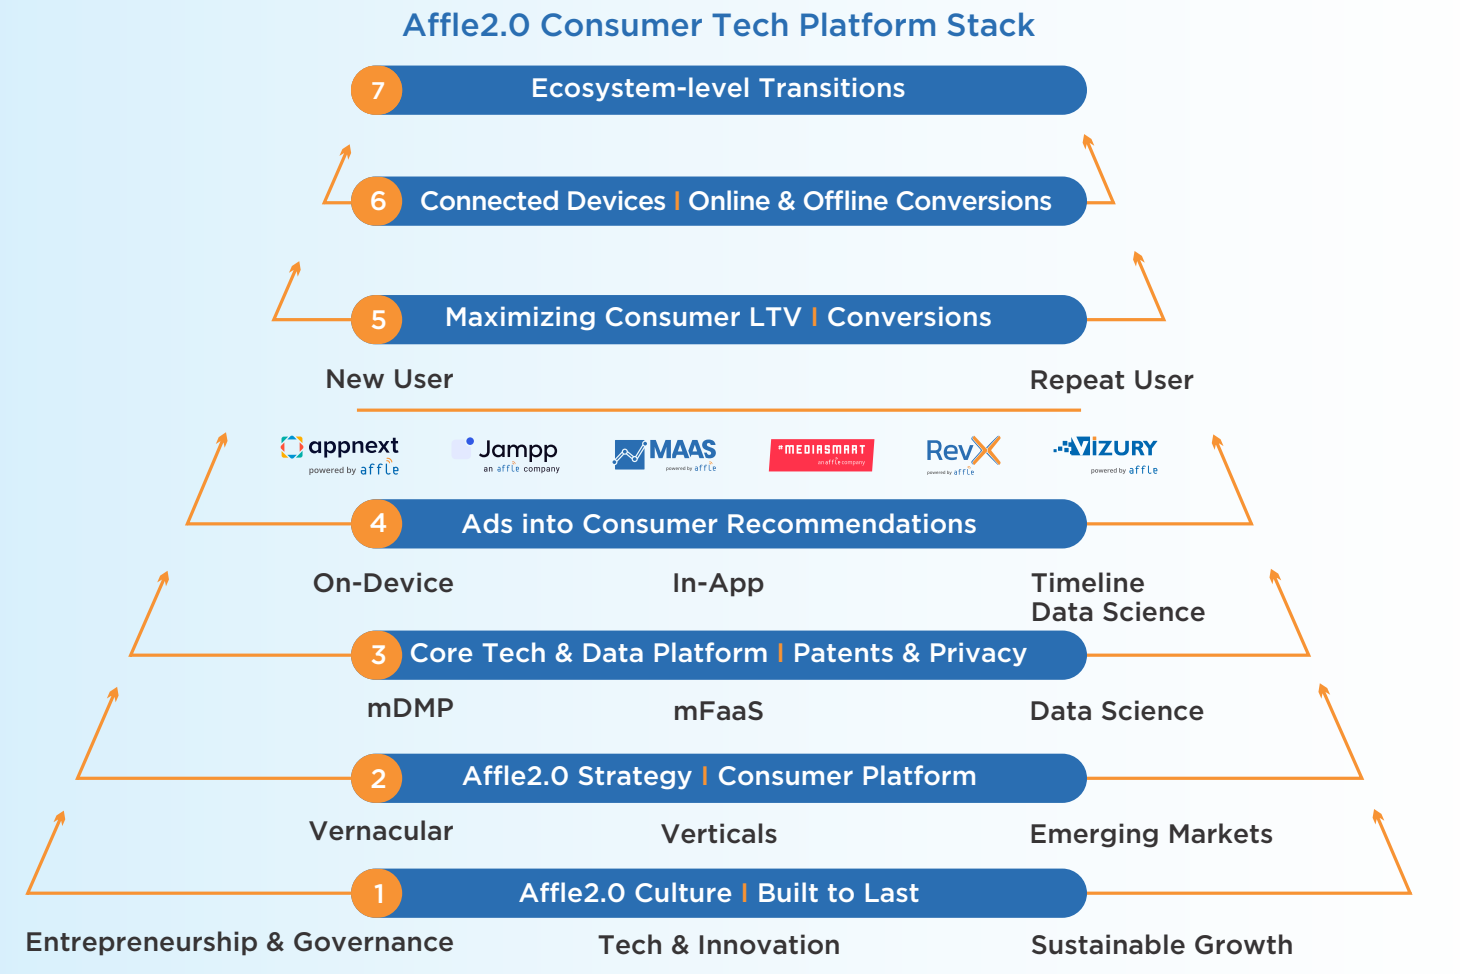 Affle2.0 Consumer Tech Platform Stack
7 Ecosystem-level Transitions
6 Connected Devices | Online & Offline Conversions
5 Maximizing Consumer LTV | Conversions
New User Repeat User
appnext Jampp MAAS #MEDIASMART RevX VIZURY
powered by affle an affle company powered by affle an affle company powered by affle powered by affle
4 Ads into Consumer Recommendations
On-Device In-App Timeline
Data Science
3 Core Tech & Data Platform | Patents & Privacy
mDMP mFaaS Data Science
2 Affle2.0 Strategy | Consumer Platform
Vernacular Verticals Emerging Markets
1 Affle2.0 Culture | Built to Last
Entrepreneurship & Governance Tech & Innovation Sustainable Growth